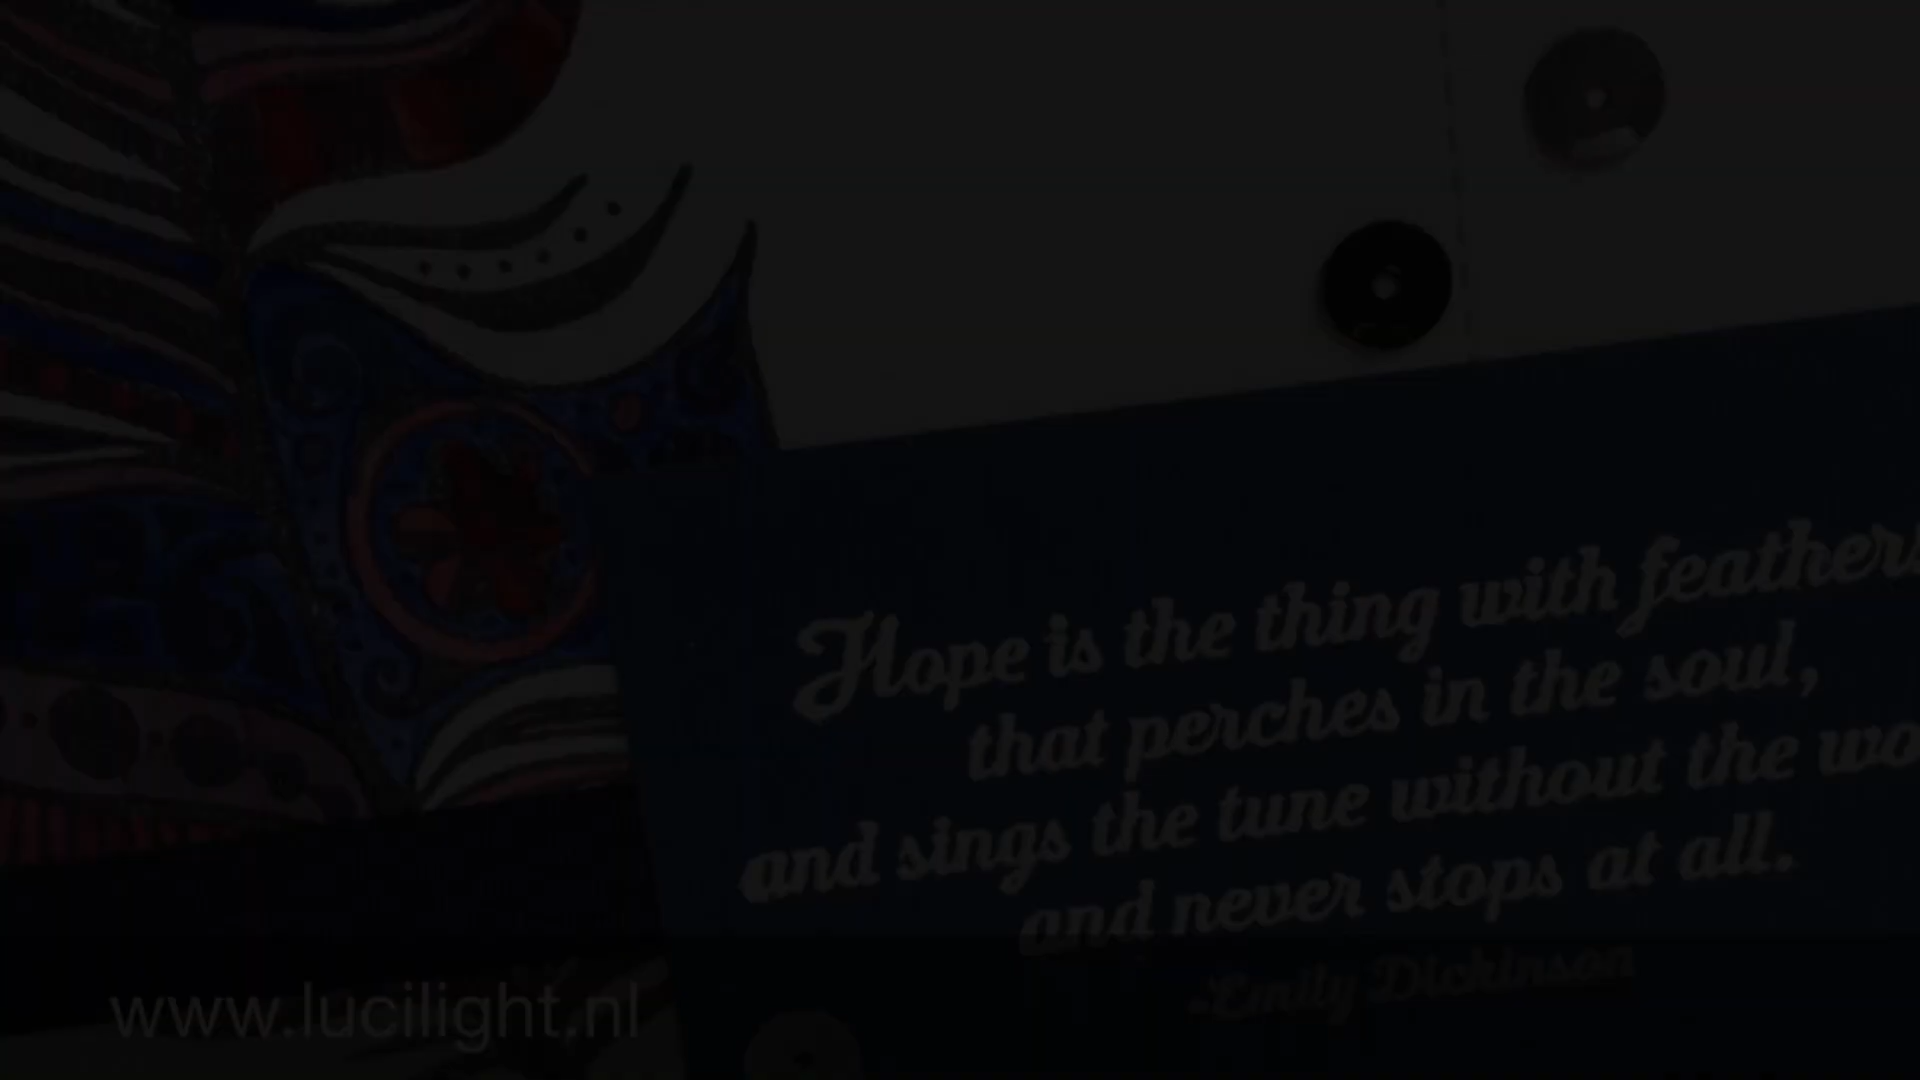 Hope is the thing with feathers
that perches in the soul,
and sings the tune without the wo
and never stops at all.
-Emily Dickinson
www.lucilight.nl